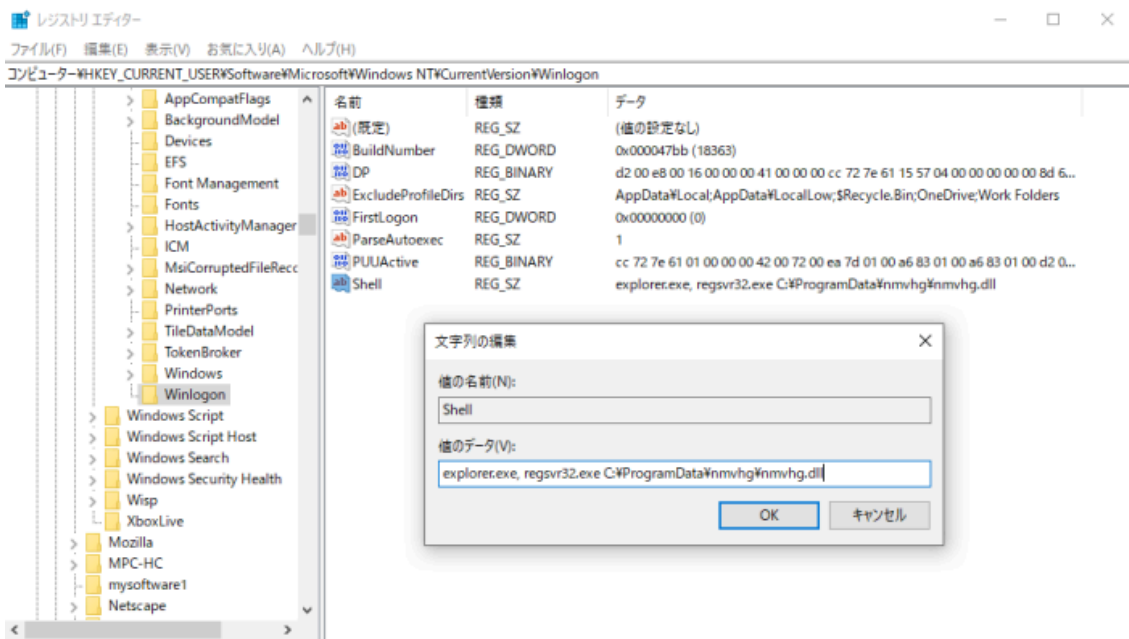 レジストリ エディター
ファイル(F) 編集(E) 表示(V) お気に入り(A) ヘルプ(H)
コンピューター¥HKEY_CURRENT_USER¥Software¥Microsoft¥Windows NT¥CurrentVersion¥Winlogon
AppCompatFlags
BackgroundModel
Devices
EFS
Font Management
Fonts
HostActivityManager
ICM
MsiCorruptedFileRecc
Network
PrinterPorts
TileDataModel
TokenBroker
Windows
Winlogon
Windows Script
Windows Script Host
Windows Search
Windows Security Health
Wisp
XboxLive
Mozilla
MPC-HC
mysoftware1
Netscape
名前 種類 データ
(既定) REG_SZ (値の設定なし)
BuildNumber REG_DWORD 0x000047bb (18363)
DP REG_BINARY d2 00 e8 00 16 00 00 00 41 00 00 00 cc 72 7e 61 15 57 04 00 00 00 00 00 8d 6...
ExcludeProfileDirs REG_SZ AppData¥Local;AppData¥LocalLow;$Recycle.Bin;OneDrive;Work Folders
FirstLogon REG_DWORD 0x00000000 (0)
ParseAutoexec REG_SZ 1
PUUActive REG_BINARY cc 72 7e 61 01 00 00 00 42 00 72 00 ea 7d 01 00 a6 83 01 00 a6 83 01 00 d2 0...
Shell REG_SZ explorer.exe, regsvr32.exe C:¥ProgramData¥nmvhg¥nmvhg.dll
文字列の編集
値の名前(N):
Shell
値のデータ(V):
explorer.exe, regsvr32.exe C:¥ProgramData¥nmvhg¥nmvhg.dll
OK キャンセル